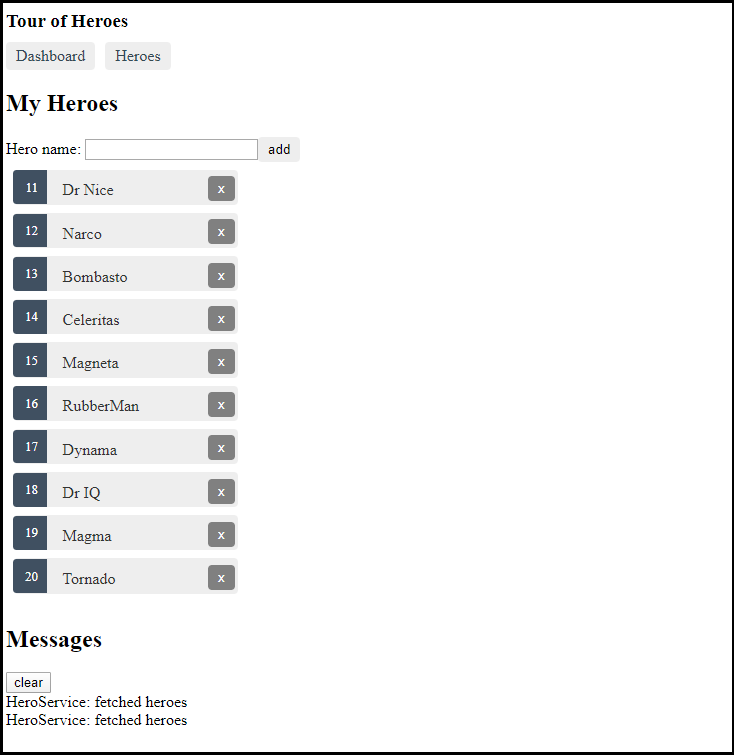 Tour of Heroes
Dashboard Heroes
My Heroes
Hero name: add
11 Dr Nice x
12 Narco x
13 Bombasto x
14 Celeritas x
15 Magneta x
16 RubberMan x
17 Dynama x
18 Dr IQ x
19 Magma x
20 Tornado x
Messages
clear
HeroService: fetched heroes
HeroService: fetched heroes